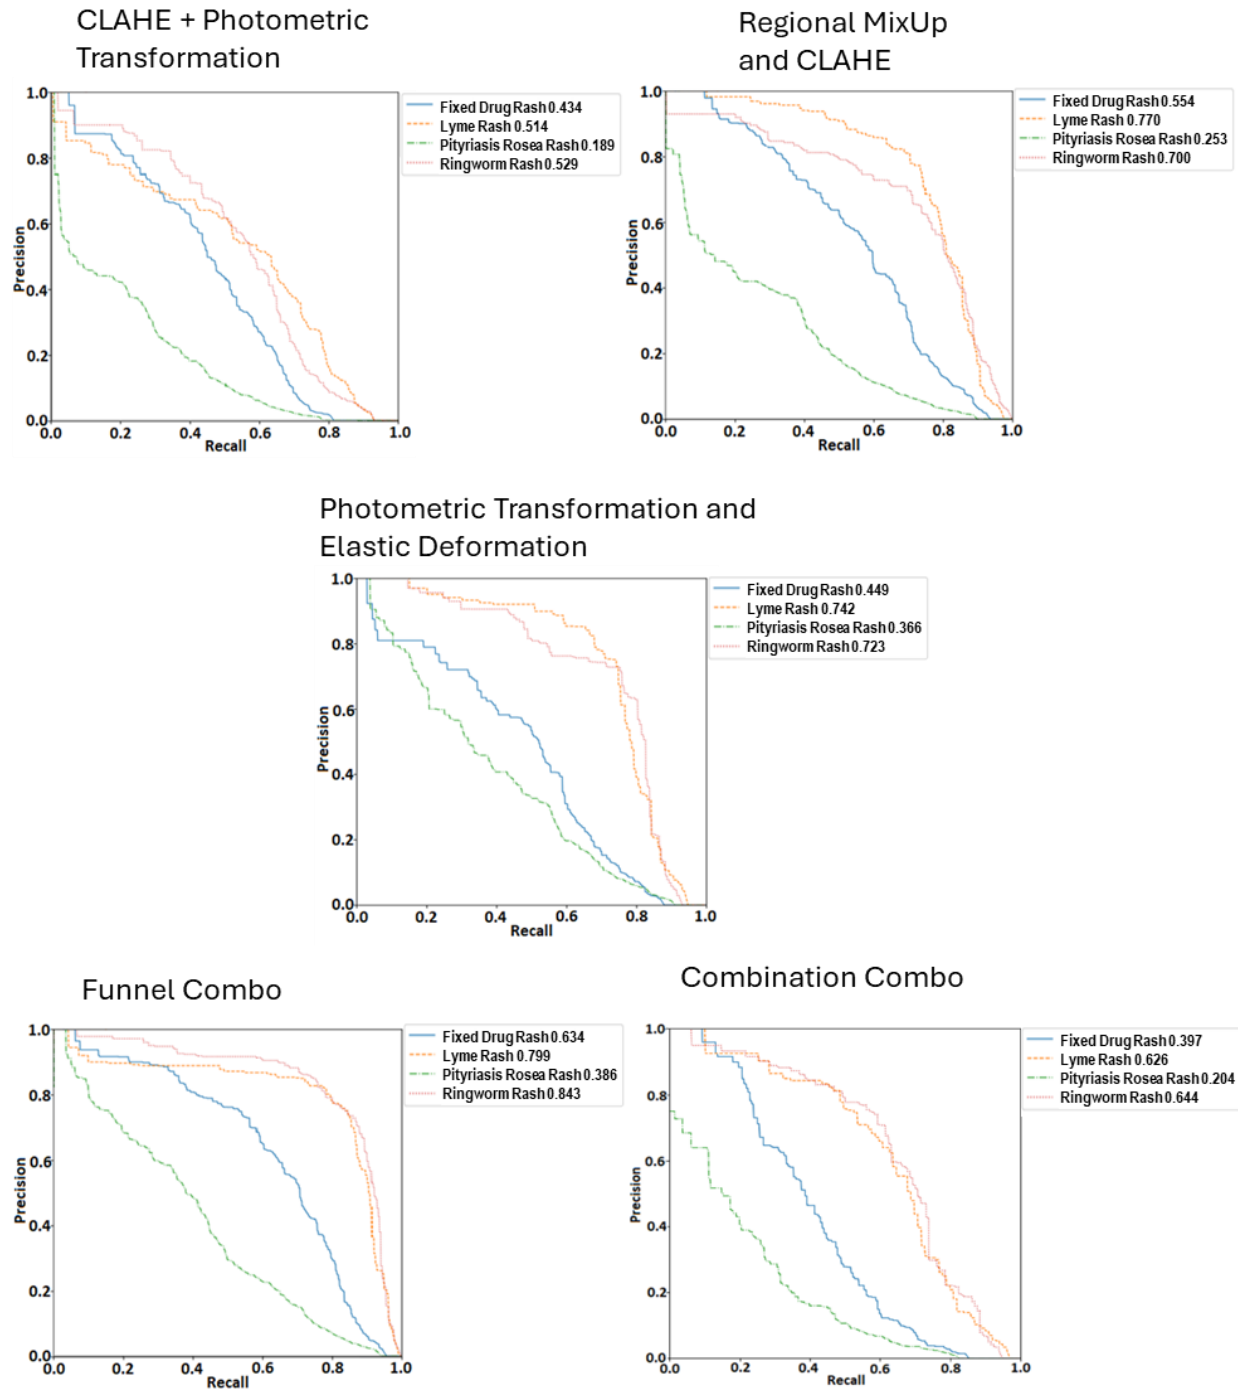 CLAHE + Photometric
Transformation
1.0
0.8
0.6
0.4
0.2
0.0
Precision
0.0 0.2 0.4 0.6 0.8 1.0
Recall
Fixed Drug Rash 0.434
Lyme Rash 0.514
Pityriasis Rosea Rash 0.189
Ringworm Rash 0.529
Regional MixUp
and CLAHE
1.0
0.8
0.6
0.4
0.2
0.0
Precision
0.0 0.2 0.4 0.6 0.8 1.0
Recall
Fixed Drug Rash 0.554
Lyme Rash 0.770
Pityriasis Rosea Rash 0.253
Ringworm Rash 0.700
Photometric Transformation and
Elastic Deformation
1.0
0.8
0.6
0.4
0.2
0.0
Precision
0.0 0.2 0.4 0.6 0.8 1.0
Recall
Fixed Drug Rash 0.449
Lyme Rash 0.742
Pityriasis Rosea Rash 0.366
Ringworm Rash 0.723
Funnel Combo
1.0
0.8
0.6
0.4
0.2
0.0
Precision
0.0 0.2 0.4 0.6 0.8 1.0
Recall
Fixed Drug Rash 0.634
Lyme Rash 0.799
Pityriasis Rosea Rash 0.386
Ringworm Rash 0.843
Combination Combo
1.0
0.8
0.6
0.4
0.2
0.0
Precision
0.0 0.2 0.4 0.6 0.8 1.0
Recall
Fixed Drug Rash 0.397
Lyme Rash 0.626
Pityriasis Rosea Rash 0.204
Ringworm Rash 0.644